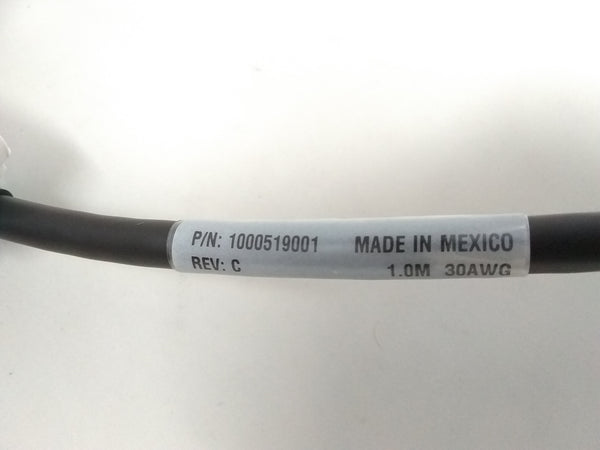 P/N: 1000519001 MADE IN MEXICO
REV: C 1.0M 30AWG